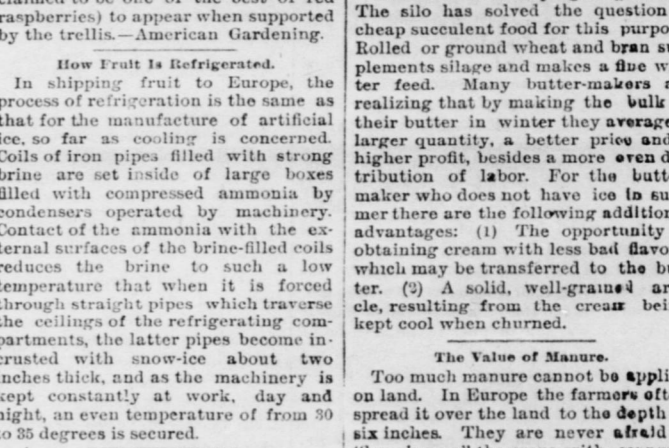 raspberries) to appear when supported
by the trellis.—American Gardening.
How Fruit Is Refrigerated.
In shipping fruit to Europe, the
process of refrigeration is the same as
that for the manufacture of artificial
ice, so far as cooling is concerned.
Coils of iron pipes filled with strong
brine are set inside of large boxes
filled with compressed ammonia by
condensers operated by machinery.
Contact of the ammonia with the ex-
ternal surfaces of the brine-filled coils
reduces the brine to such a low
temperature that when it is forced
through straight pipes which traverse
the ceilings of the refrigerating com-
partments, the latter pipes become in-
crusted with snow-ice about two
inches thick, and as the machinery is
kept constantly at work, day and
night, an even temperature of from 30
to 35 degrees is secured.
The silo has solved the question
cheap succulent food for this purpo
Rolled or ground wheat and bran su
plements silage and makes a fine w
ter feed. Many butter-makers a
realizing that by making the bulk
their butter in winter they average
larger quantity, a better price and
higher profit, besides a more even d
tribution of labor. For the butt
maker who does not have ice in su
mer there are the following addition
advantages: (1) The opportunity
obtaining cream with less bad flavo
which may be transferred to the b
ter. (2) A solid, well-grained ar
cle, resulting from the cream bei
kept cool when churned.
The Value of Manure.
Too much manure cannot be appli
on land. In Europe the farmers oft
spread it over the land to the depth
six inches. They are never afraid